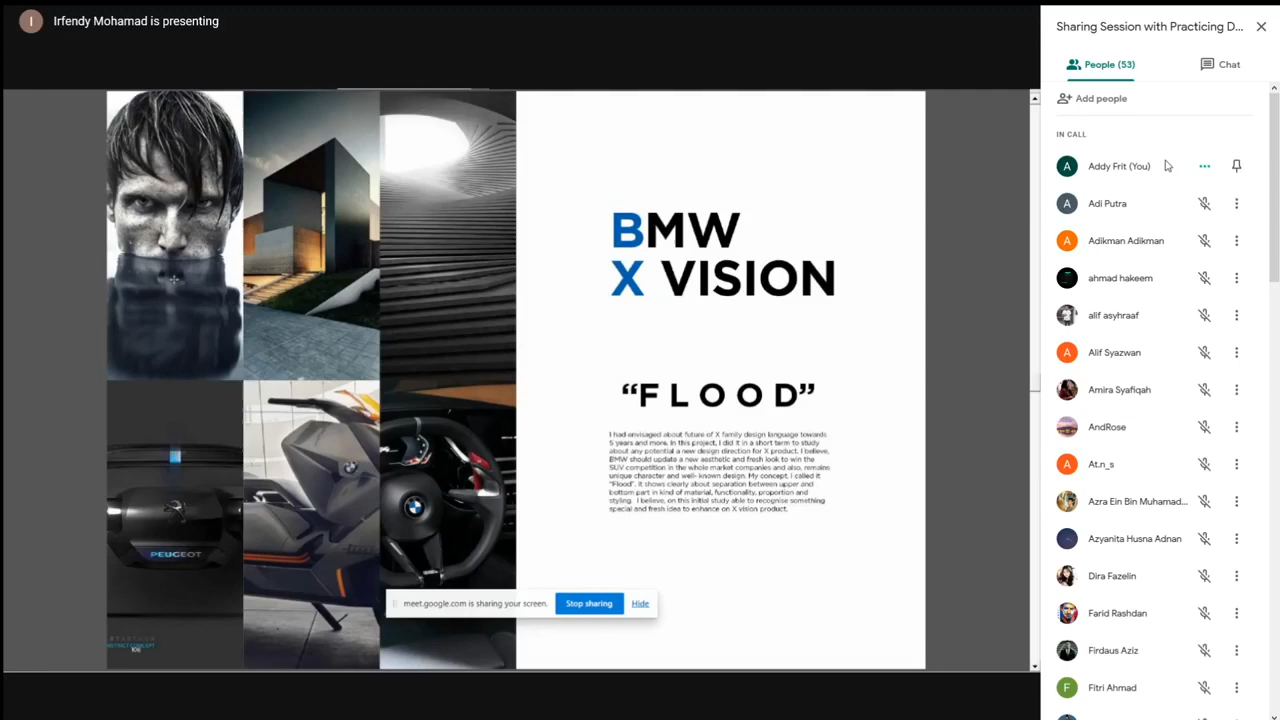 I
Irfendy Mohamad is presenting
Sharing Session with Practicing D...
People (53)
Chat
Add people
IN CALL
A Addy Frit (You)
A Adi Putra
A Adikman Adikman
ahmad hakeem
alif asyhraaf
A Alif Syazwan
Amira Syafiqah
AndRose
A At.n_s
Azra Ein Bin Muhamad...
Azyanita Husna Adnan
Dira Fazelin
Farid Rashdan
Firdaus Aziz
F Fitri Ahmad
BMW
X VISION
“FLOOD”
I had envisaged about future of X family design language towards
5 years and more. In this project, I did it in a short term to study
about any potential a new design direction for X product. I believe,
BMW should update a new aesthetic and fresh look to win the
SUV competition in the whole market companies and also, remains
unique character and well- known design. My concept, I called it
"Flood". It shows clearly about separation between upper and
bottom part in kind of material, functionality, proportion and
styling. I believe, on this initial study able to recognise something
special and fresh idea to enhance on X vision product.
PEUGEOT
meet.google.com is sharing your screen.
Stop sharing
Hide